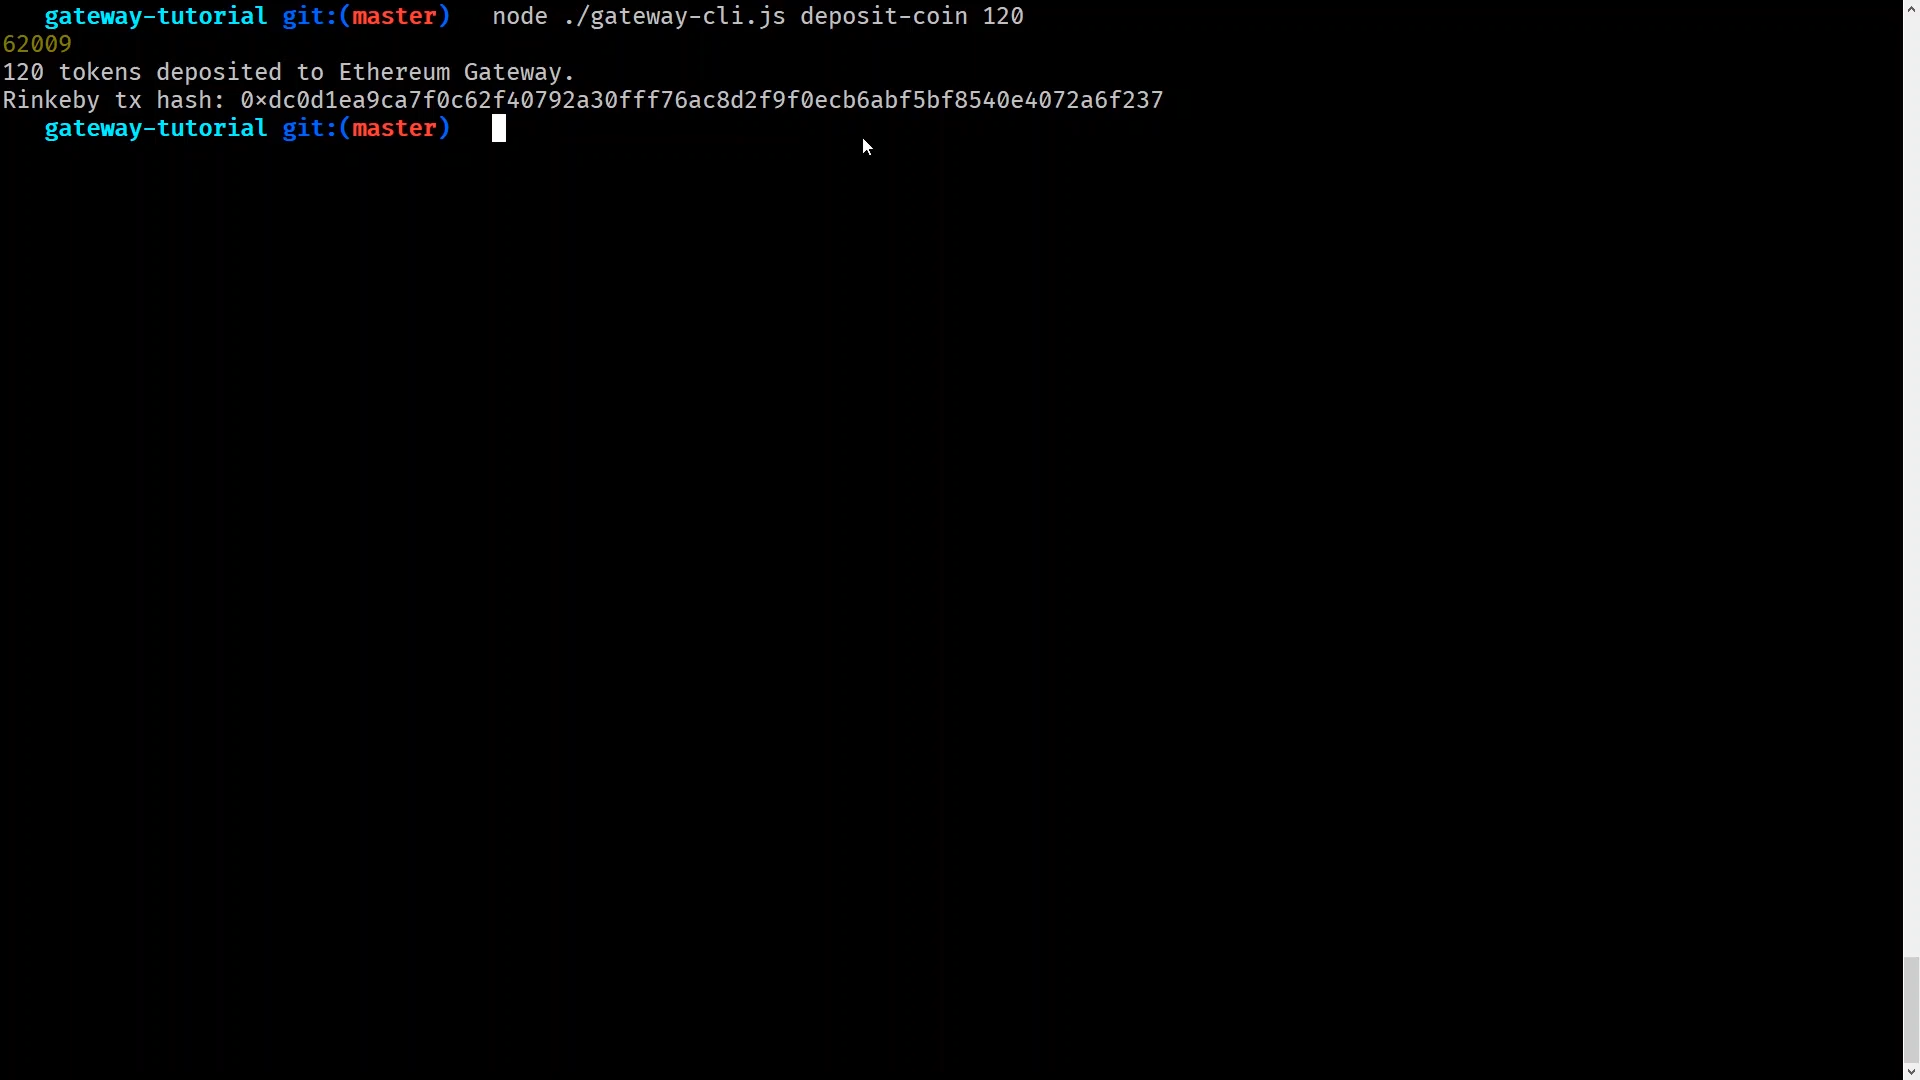 gateway-tutorial git:(master) node ./gateway-cli.js deposit-coin 120
62009
120 tokens deposited to Ethereum Gateway.
Rinkeby tx hash: 0×dc0d1ea9ca7f0c62f40792a30fff76ac8d2f9f0ecb6abf5bf8540e4072a6f237
gateway-tutorial git:(master)